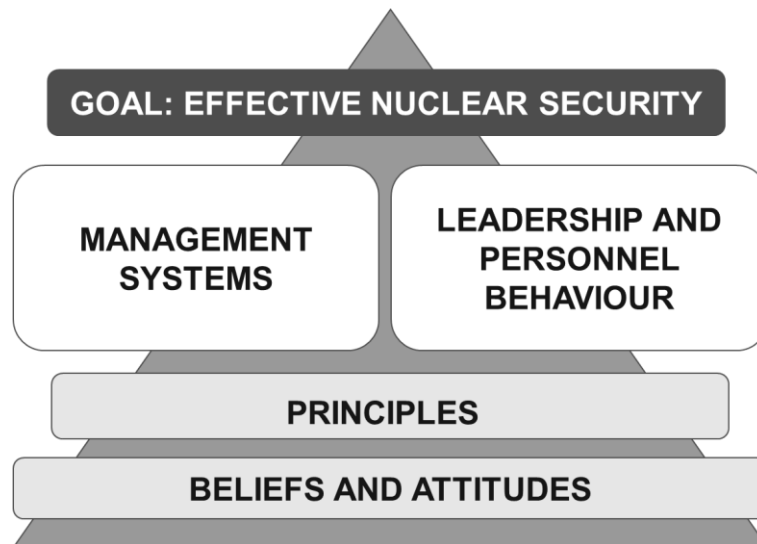 GOAL: EFFECTIVE NUCLEAR SECURITY
MANAGEMENT
SYSTEMS
LEADERSHIP AND
PERSONNEL
BEHAVIOUR
PRINCIPLES
BELIEFS AND ATTITUDES